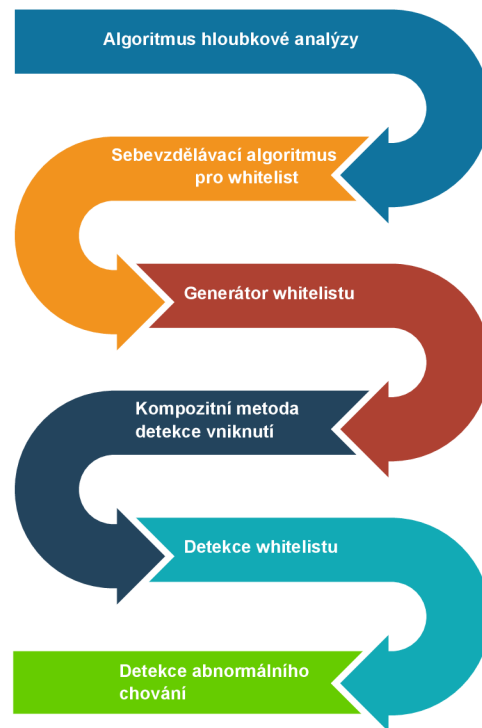 Algoritmus hloubkové analýzy
Sebevzdělávací algoritmus
pro whitelist
Generátor whitelistu
Kompozitní metoda
detekce vniknutí
Detekce whitelistu
Detekce abnormálního
chování